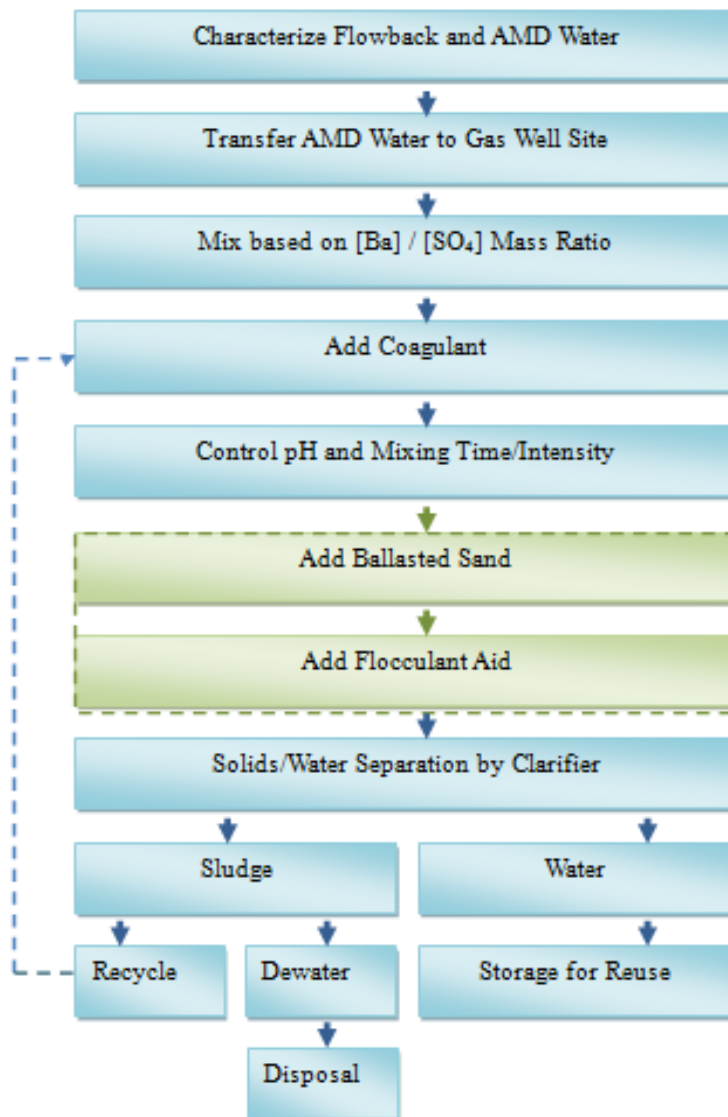 Characterize Flowback and AMD Water
Transfer AMD Water to Gas Well Site
Mix based on [Ba] / [SO₄] Mass Ratio
Add Coagulant
Control pH and Mixing Time/Intensity
Add Ballasted Sand
Add Flocculant Aid
Solids/Water Separation by Clarifier
Sludge
Water
Recycle
Dewater
Storage for Reuse
Disposal